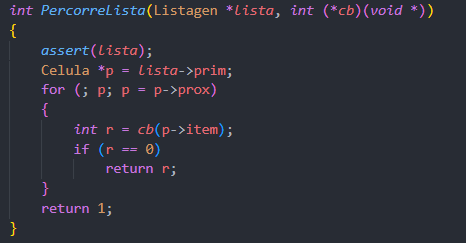 int PercorreLista(Listagen *lista, int (*cb)(void *))
{
    assert(lista);
    Celula *p = lista->prim;
    for (; p; p = p->prox)
    {
        int r = cb(p->item);
        if (r == 0)
            return r;
    }
    return 1;
}